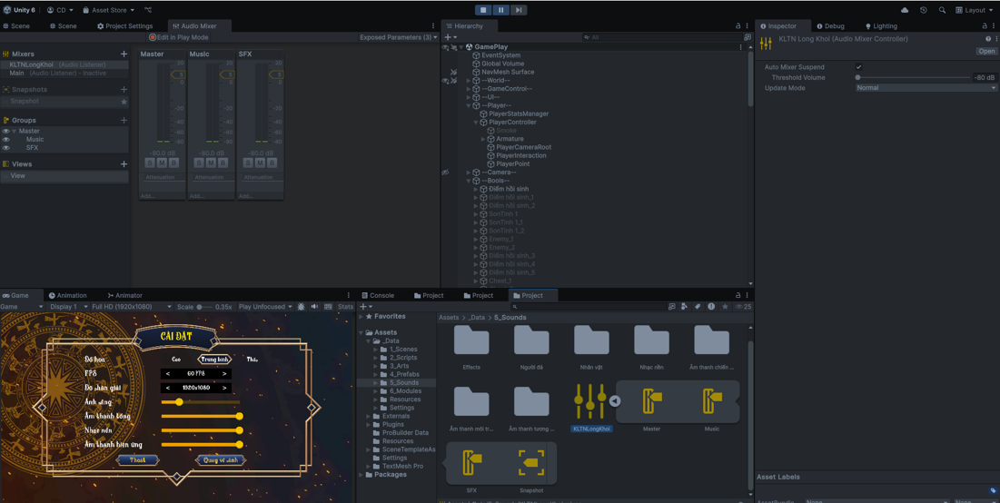 Unity 6 CD Asset Store Layout
Scene Scene Project Settings Audio Mixer
Edit in Play Mode Exposed Parameters (3)
Mixers
KLTNLongKhoi (Audio Listener)
Main (Audio Listener) - Inactive
Snapshots
Snapshot
Groups
Master
Music
SFX
Views
View
Master Music SFX
-80.0 dB -80.0 dB -80.0 dB
S M B S M B S M B
Attenuation Attenuation Attenuation
Add... Add... Add...
Hierarchy
All
GamePlay
EventSystem
Global Volume
NavMesh Surface
--World--
--GameControl--
--UI--
--Player--
PlayerStatsManager
PlayerController
Smoke
Armature
PlayerCameraRoot
PlayerInteraction
PlayerPoint
--Camera--
--Bools--
Điểm hồi sinh
Điểm hồi sinh_1
Điểm hồi sinh_2
SonTinh 1
SonTinh 1_1
SonTinh 1_2
Enemy_1
Enemy_2
Điểm hồi sinh_3
Điểm hồi sinh_4
Điểm hồi sinh_5
Chest_1
Inspector Debug Lighting
KLTN Long Khoi (Audio Mixer Controller)
Open
Auto Mixer Suspend
Threshold Volume -80 dB
Update Mode Normal
Asset Labels
Game Animation Animator
Game Display 1 Full HD (1920x1080) Scale 0.35x Play Unfocused Stats
CÀI ĐẶT
Đồ họa Cao Trung bình Thấp
FPS < 60 FPS >
Độ phân giải < 1920x1080 >
Ánh sáng
Âm thanh tổng
Nhạc nền
Âm thanh hiệu ứng
Thoát Quay về sảnh
Console Project Project Project
25
Favorites
Assets
_Data
1_Scenes
2_Scripts
3_Arts
4_Prefabs
5_Sounds
6_Modules
Resources
Settings
Externals
Plugins
ProBuilder Data
Resources
SceneTemplateAs
Settings
TextMesh Pro
Packages
Assets > _Data > 5_Sounds
Effects Người đá Nhân vật Nhạc nền Âm thanh chiến ...
Âm thanh môi tr... Âm thanh tương ... KLTNLongKhoi Master Music
SFX Snapshot